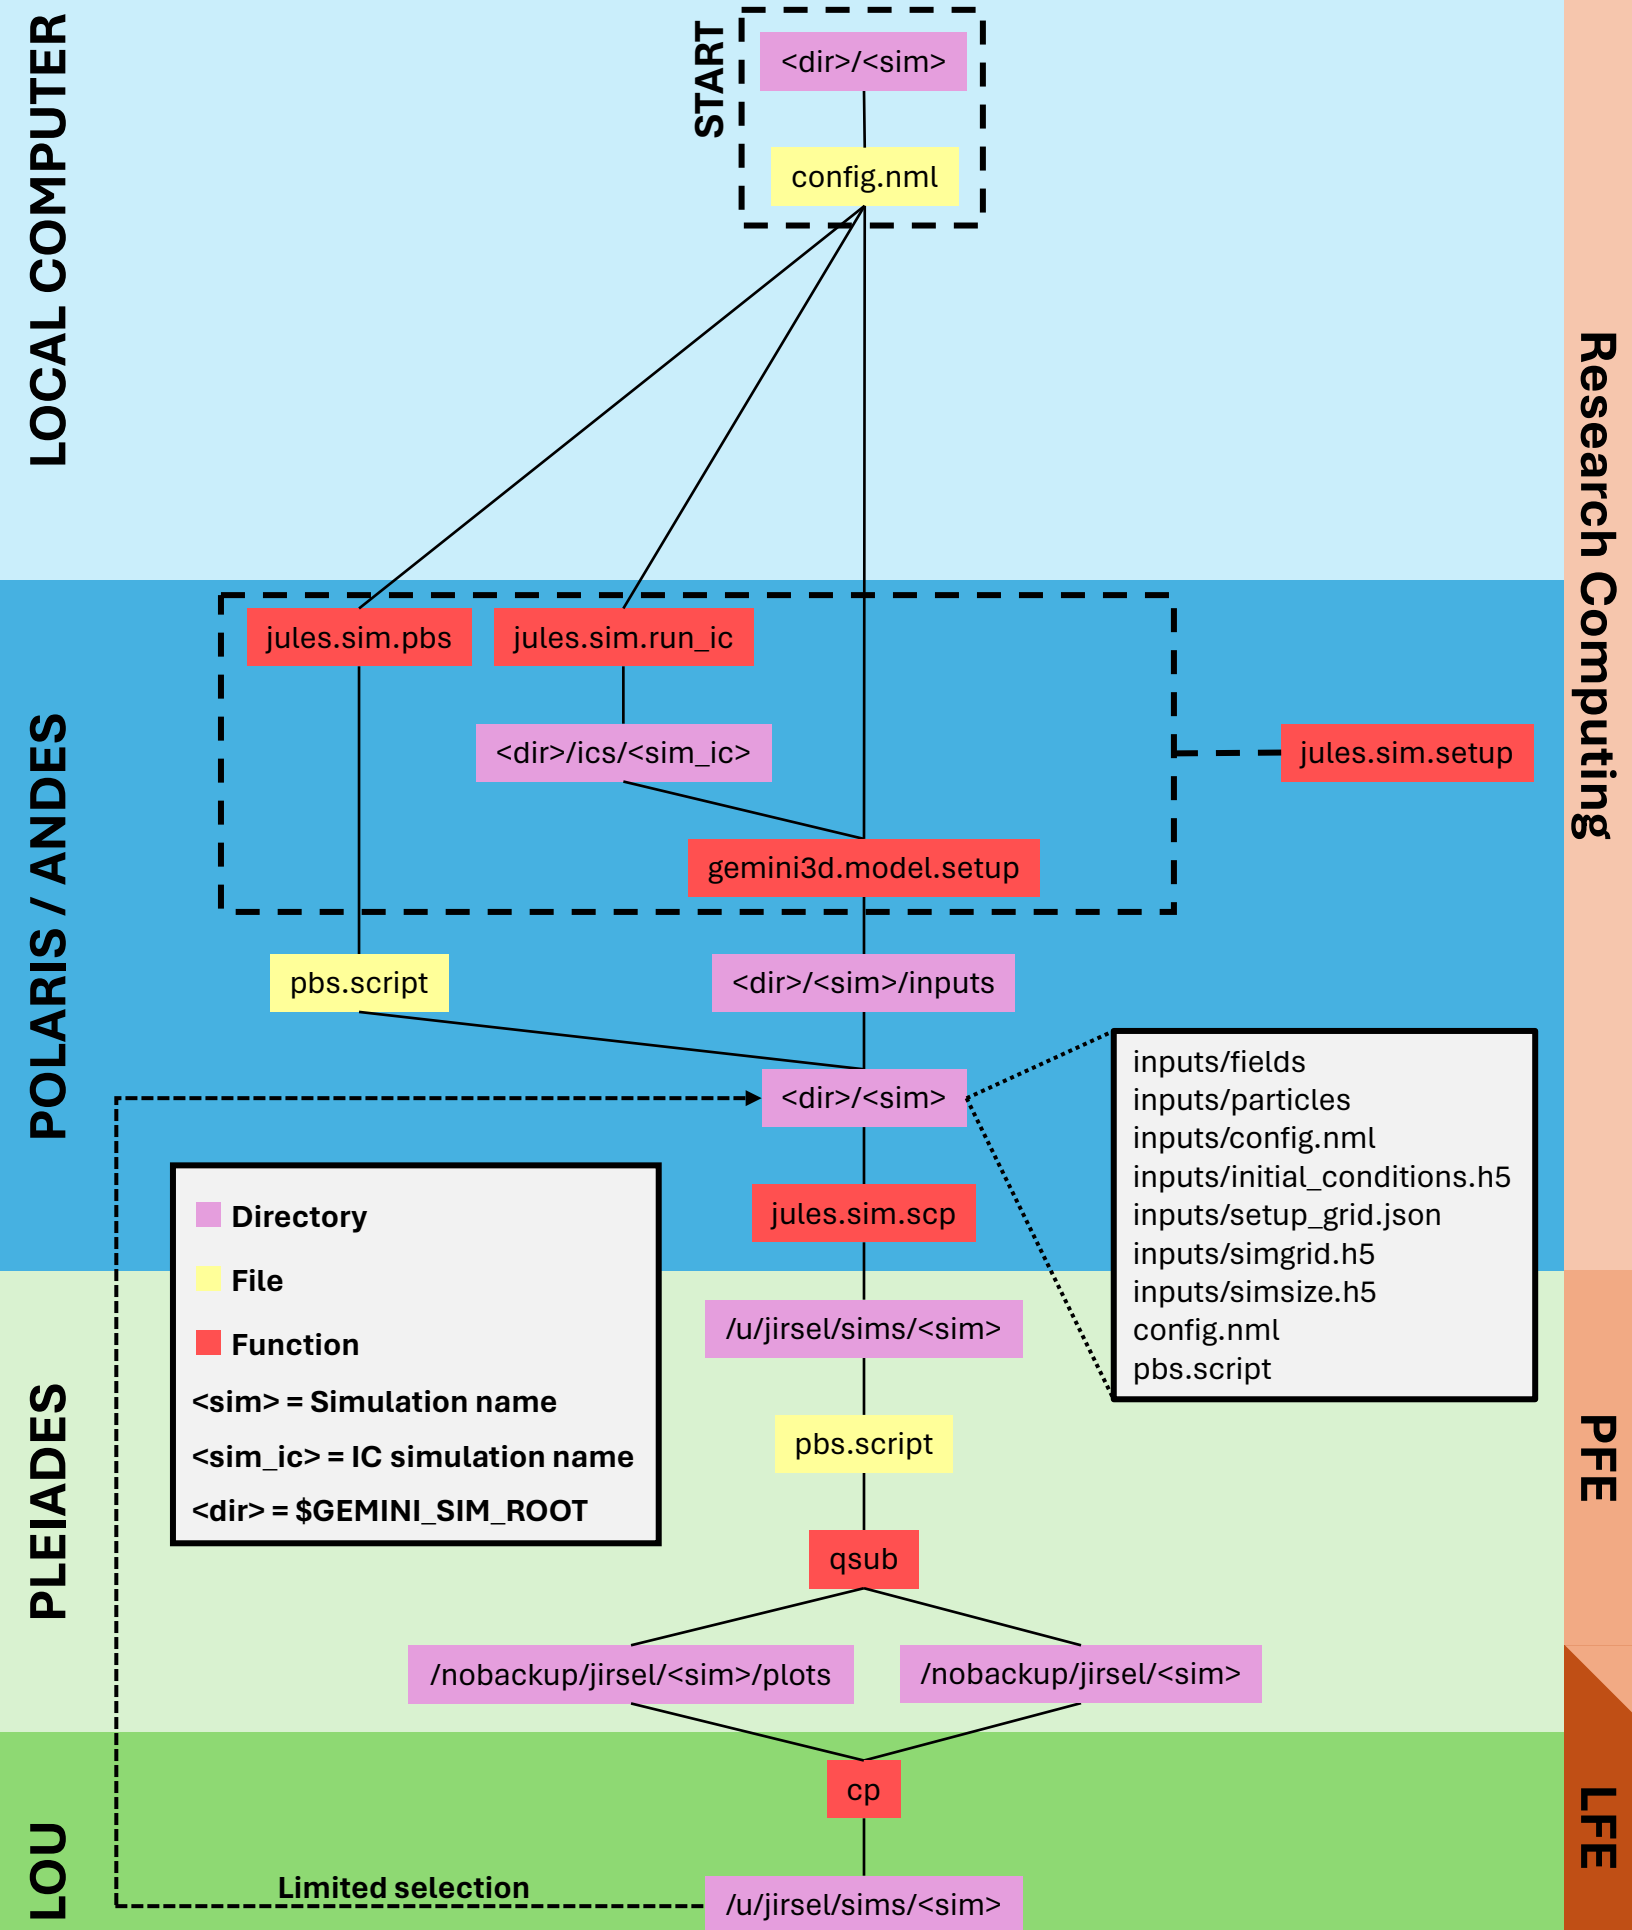 LOCAL COMPUTER
START
<dir>/<sim>
config.nml
Research Computing
POLARIS / ANDES
jules.sim.pbs
jules.sim.run_ic
<dir>/ics/<sim_ic>
jules.sim.setup
gemini3d.model.setup
pbs.script
<dir>/<sim>/inputs
<dir>/<sim>
inputs/fields
inputs/particles
inputs/config.nml
inputs/initial_conditions.h5
inputs/setup_grid.json
inputs/simgrid.h5
inputs/simsize.h5
config.nml
pbs.script
jules.sim.scp
Directory
File
Function
<sim> = Simulation name
<sim_ic> = IC simulation name
<dir> = $GEMINI_SIM_ROOT
PLEIADES
/u/jirsel/sims/<sim>
pbs.script
qsub
PFE
/nobackup/jirsel/<sim>/plots
/nobackup/jirsel/<sim>
LOU
cp
LFE
Limited selection
/u/jirsel/sims/<sim>